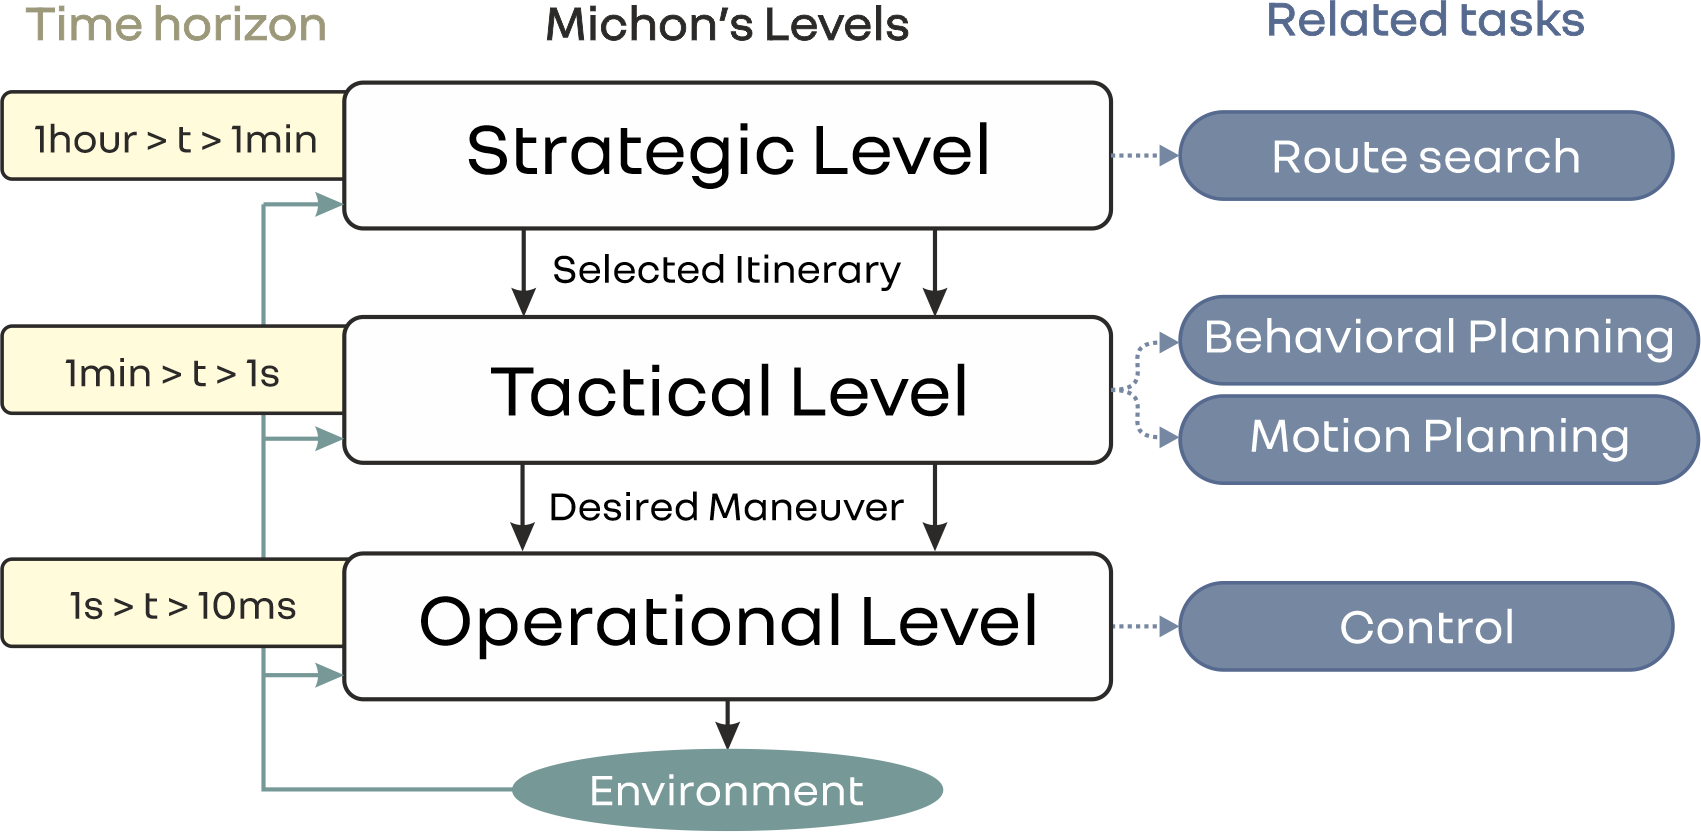 Time horizon
Michon's Levels
Related tasks
1hour > t > 1min
Strategic Level
Route search
Selected Itinerary
1min > t > 1s
Tactical Level
Behavioral Planning
Motion Planning
Desired Maneuver
1s > t > 10ms
Operational Level
Control
Environment